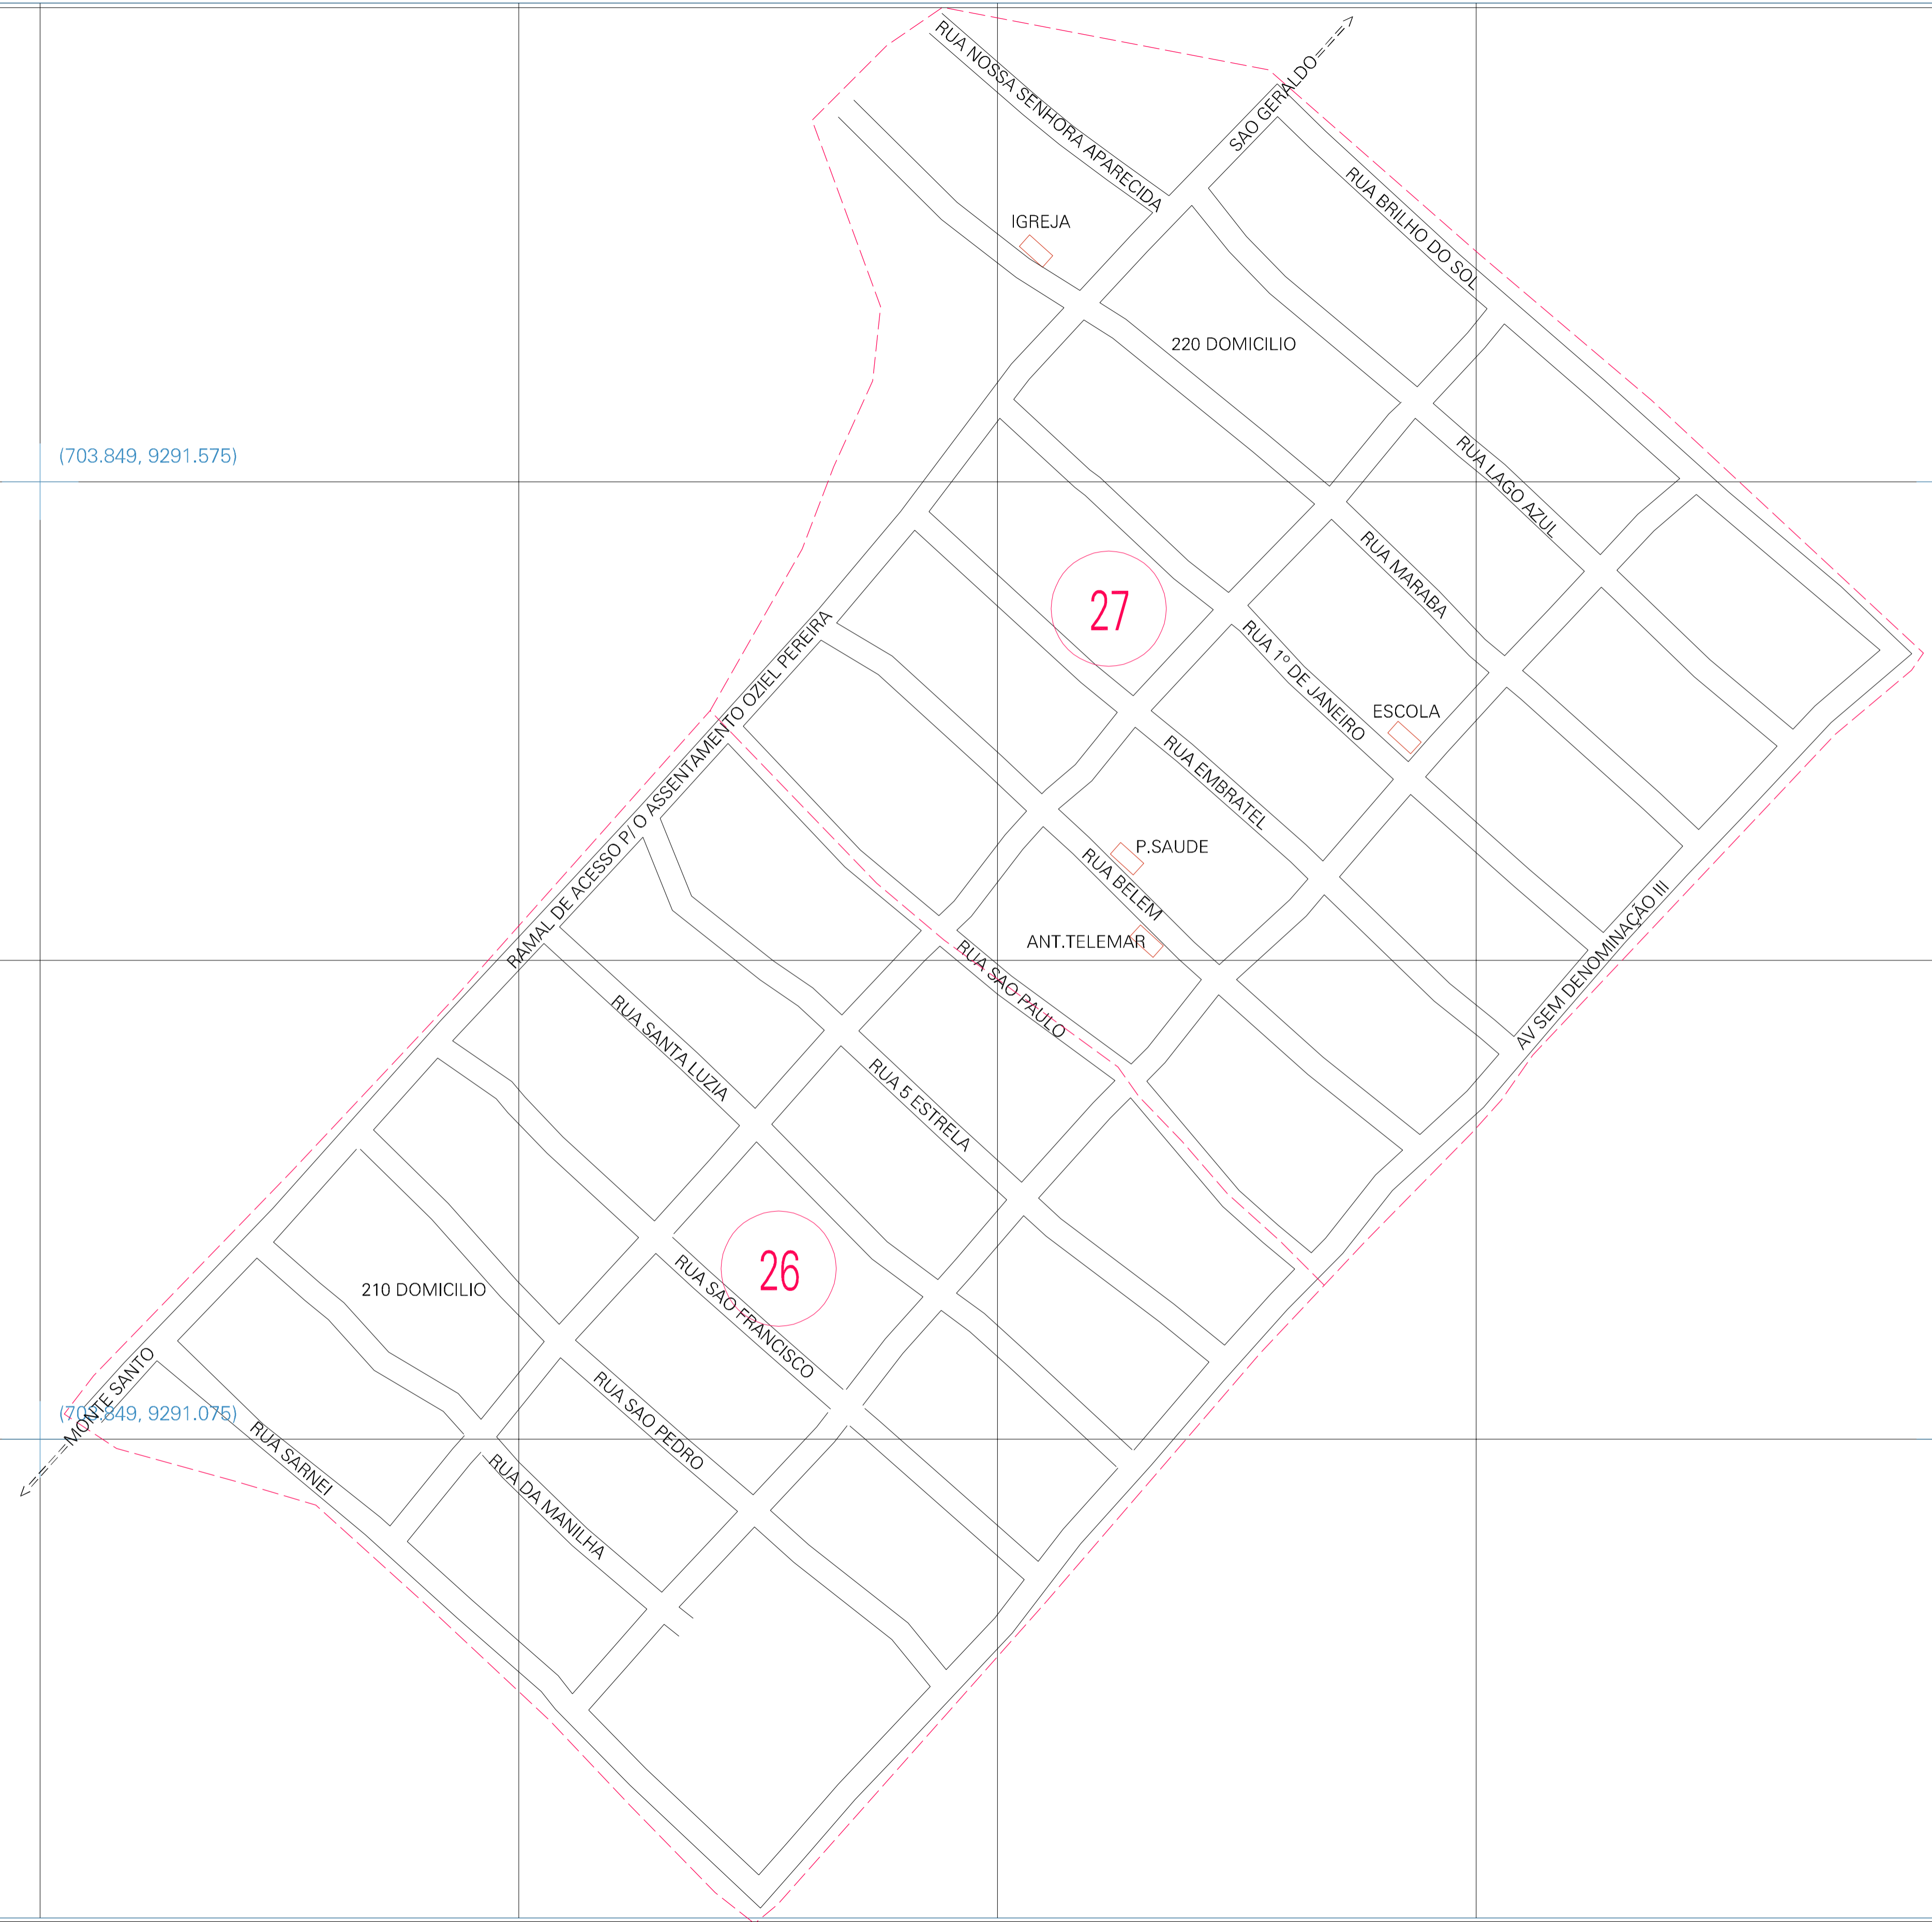 RUA NOSSA SENHORA APARECIDA
SAO GERALDO
RUA BRILHO DO SOL
IGREJA
220 DOMICILIO
(703.849, 9291.575)
RUA LAGO AZUL
RUA MARABA
27
RUA 1º DE JANEIRO
ESCOLA
RAMAL DE ACESSO P/ O ASSENTAMENTO OZIEL PEREIRA
RUA EMBRATEL
P.SAUDE
RUA BELEM
ANT.TELEMAR
AV SEM DENOMINAÇÃO III
RUA SAO PAULO
RUA SANTA LUZIA
RUA 5 ESTRELA
26
210 DOMICILIO
RUA SAO FRANCISCO
MONTE SANTO
(703.849, 9291.075)
RUA SAO PEDRO
RUA SARNEI
RUA DA MANILHA